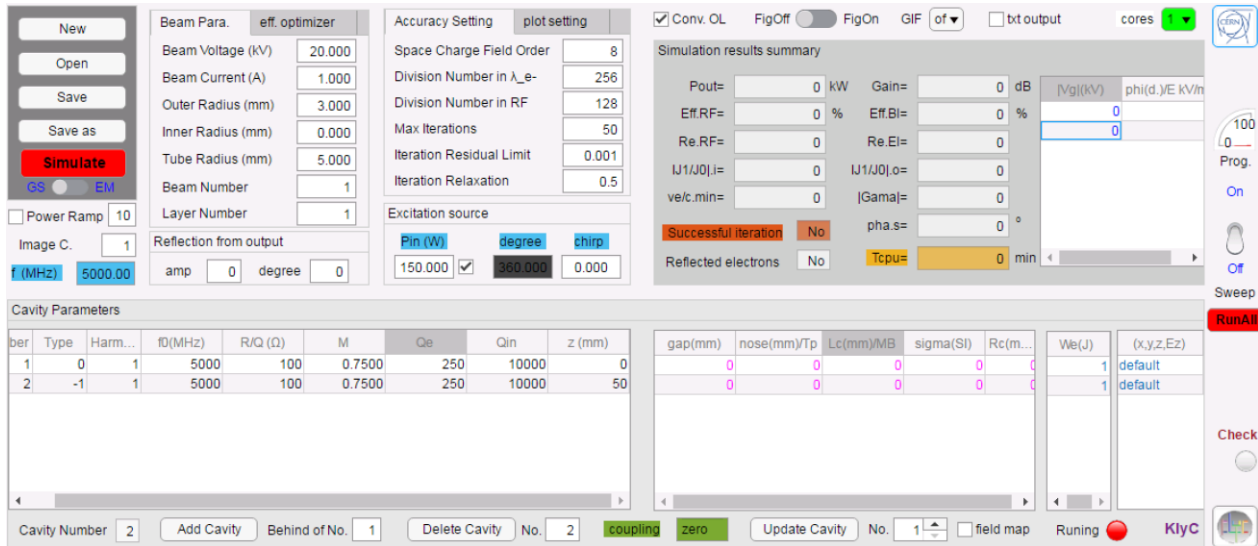 New
Open
Save
Save as
Simulate
GS EM
Power Ramp 10
Image C. 1
f (MHz) 5000.00
Beam Para. eff. optimizer
Beam Voltage (kV) 20.000
Beam Current (A) 1.000
Outer Radius (mm) 3.000
Inner Radius (mm) 0.000
Tube Radius (mm) 5.000
Beam Number 1
Layer Number 1
Reflection from output
amp 0 degree 0
Accuracy Setting plot setting
Space Charge Field Order 8
Division Number in λ_e- 256
Division Number in RF 128
Max Iterations 50
Iteration Residual Limit 0.001
Iteration Relaxation 0.5
Excitation source
Pin (W) degree chirp
150.000 360.000 0.000
Conv. OL FigOff FigOn GIF of txt output cores 1
Simulation results summary
Pout= 0 kW Gain= 0 dB
Eff.RF= 0 % Eff.BI= 0 %
Re.RF= 0 Re.EI= 0
IJ1/J0|.i= 0 IJ1/J0|.o= 0
ve/c.min= 0 |Gama|= 0
Successful iteration No pha.s= 0 °
Reflected electrons No Tcpu= 0 min
|Vg|(kV) phi(d.)/E kV/m
0
0
CERN
100
0
Prog.
On
Off
Sweep
RunAll
Check
Cavity Parameters
ber Type Harm... f0(MHz) R/Q (Ω) M Qe Qin z (mm)
1 0 1 5000 100 0.7500 250 10000 0
2 -1 1 5000 100 0.7500 250 10000 50
gap(mm) nose(mm)/Tp Lc(mm)/MB sigma(SI) Rc(m...
0 0 0 0 0
0 0 0 0 0
We(J) (x,y,z,Ez)
1 default
1 default
Cavity Number 2 Add Cavity Behind of No. 1 Delete Cavity No. 2 coupling zero Update Cavity No. 1 field map Runing KlyC